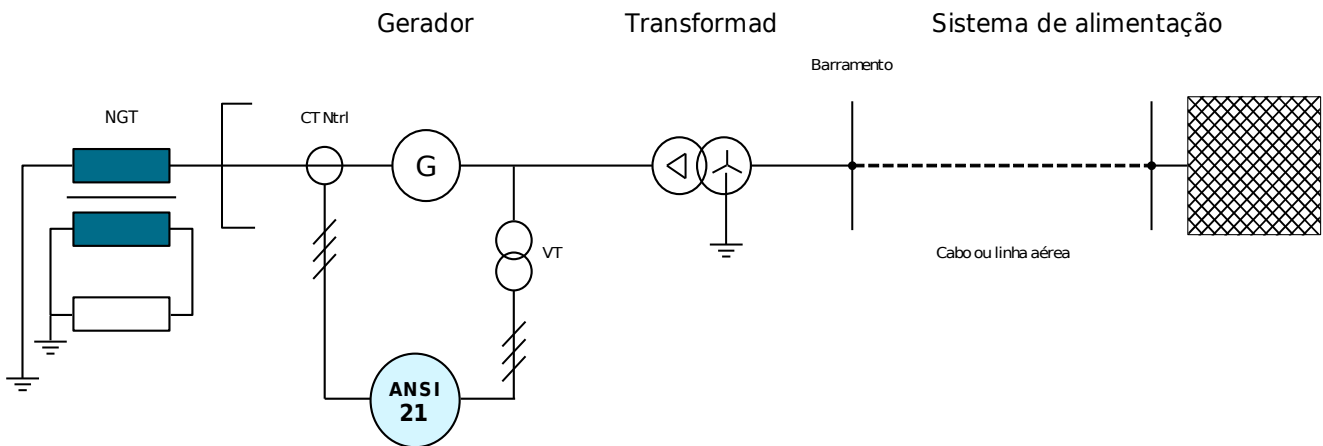 Gerador
Transformad
Sistema de alimentação
Barramento
NGT
CT Ntrl
G
VT
Cabo ou linha aérea
ANSI
21